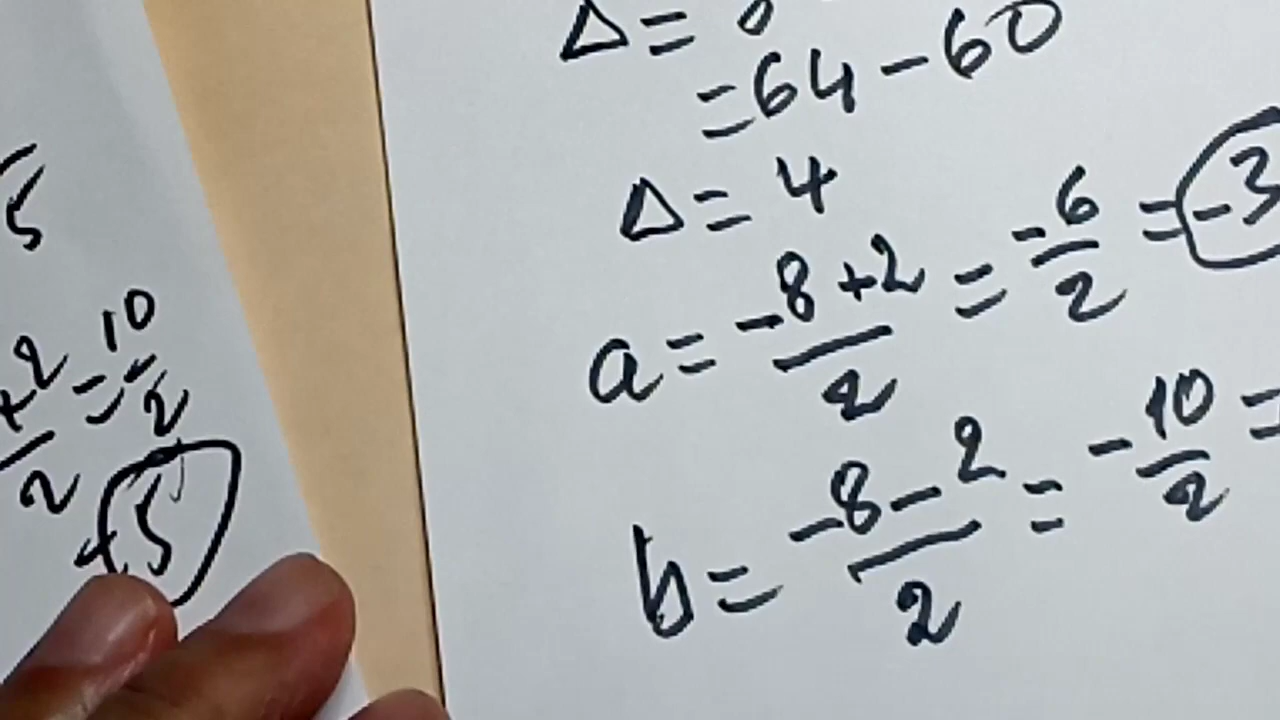 5
+2/2 = 10/2
+5
Δ =
= 64 - 60
Δ = 4
a = -8+2/2 = -6/2 = -3
b = -8-2/2 = -10/2 =